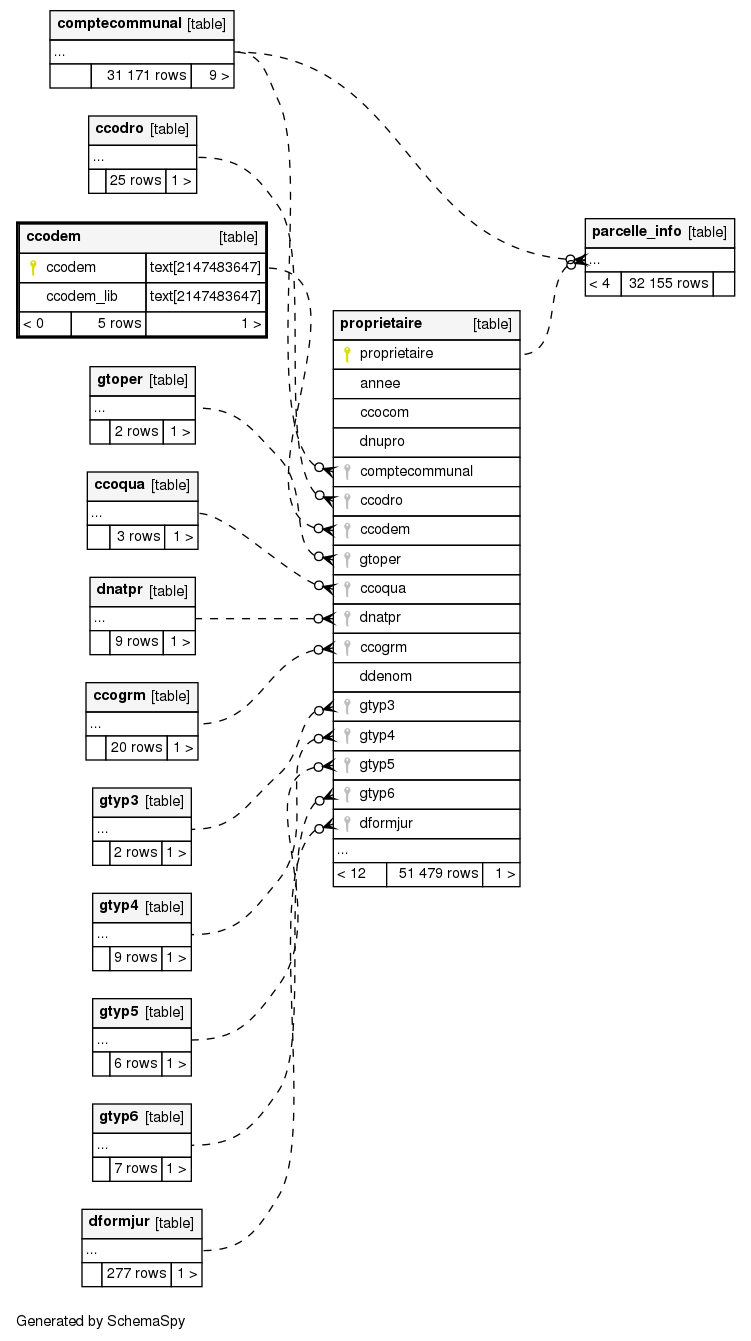 comptecommunal [table]
...
31 171 rows 9 >
ccodro [table]
...
25 rows 1 >
ccodem [table]
ccodem text[2147483647]
ccodem_lib text[2147483647]
< 0 5 rows 1 >
gtoper [table]
...
2 rows 1 >
ccoqua [table]
...
3 rows 1 >
dnatpr [table]
...
9 rows 1 >
ccogrm [table]
...
20 rows 1 >
gtyp3 [table]
...
2 rows 1 >
gtyp4 [table]
...
9 rows 1 >
gtyp5 [table]
...
6 rows 1 >
gtyp6 [table]
...
7 rows 1 >
dformjur [table]
...
277 rows 1 >
proprietaire [table]
proprietaire
annee
ccocom
dnupro
comptecommunal
ccodro
ccodem
gtoper
ccoqua
dnatpr
ccogrm
ddenom
gtyp3
gtyp4
gtyp5
gtyp6
dformjur
...
< 12 51 479 rows 1 >
parcelle_info [table]
...
< 4 32 155 rows
Generated by SchemaSpy